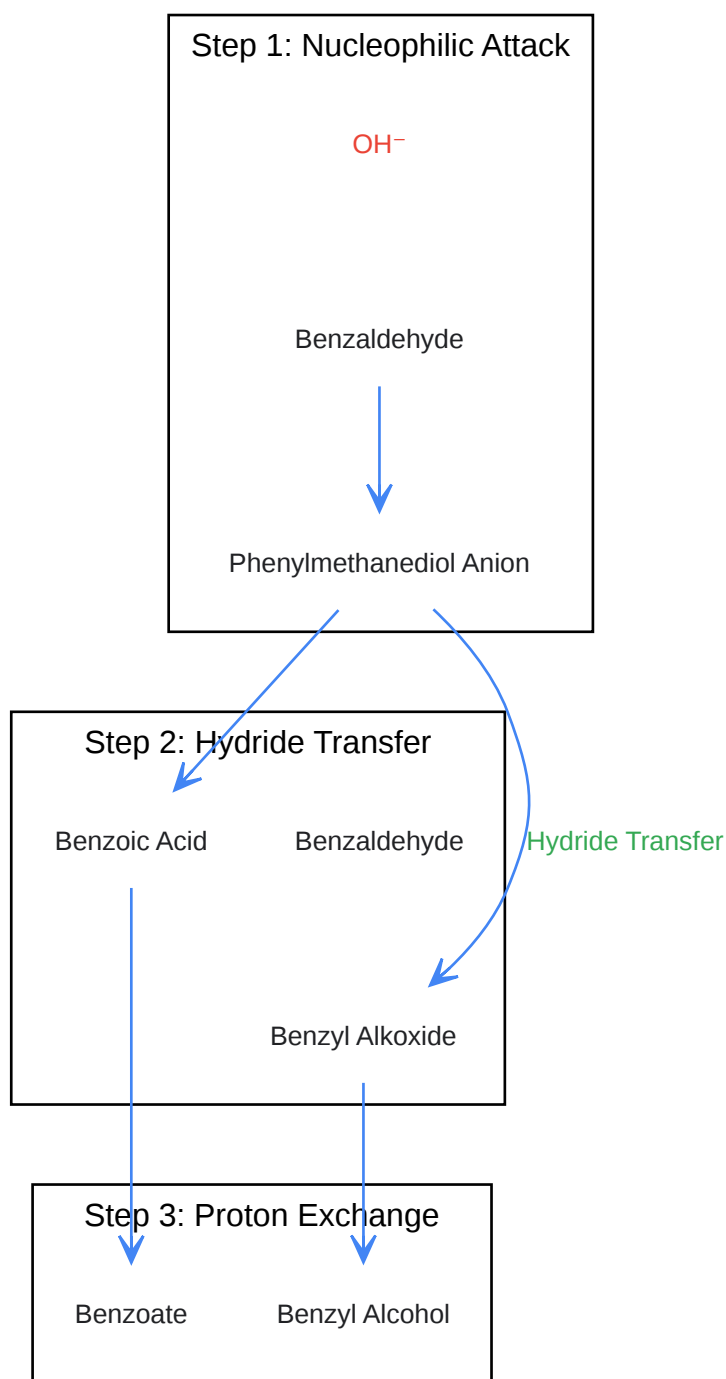 Step 1: Nucleophilic Attack
OH⁻
Benzaldehyde
Phenylmethanediol Anion
Step 2: Hydride Transfer
Benzoic Acid
Benzaldehyde
Hydride Transfer
Benzyl Alkoxide
Step 3: Proton Exchange
Benzoate
Benzyl Alcohol